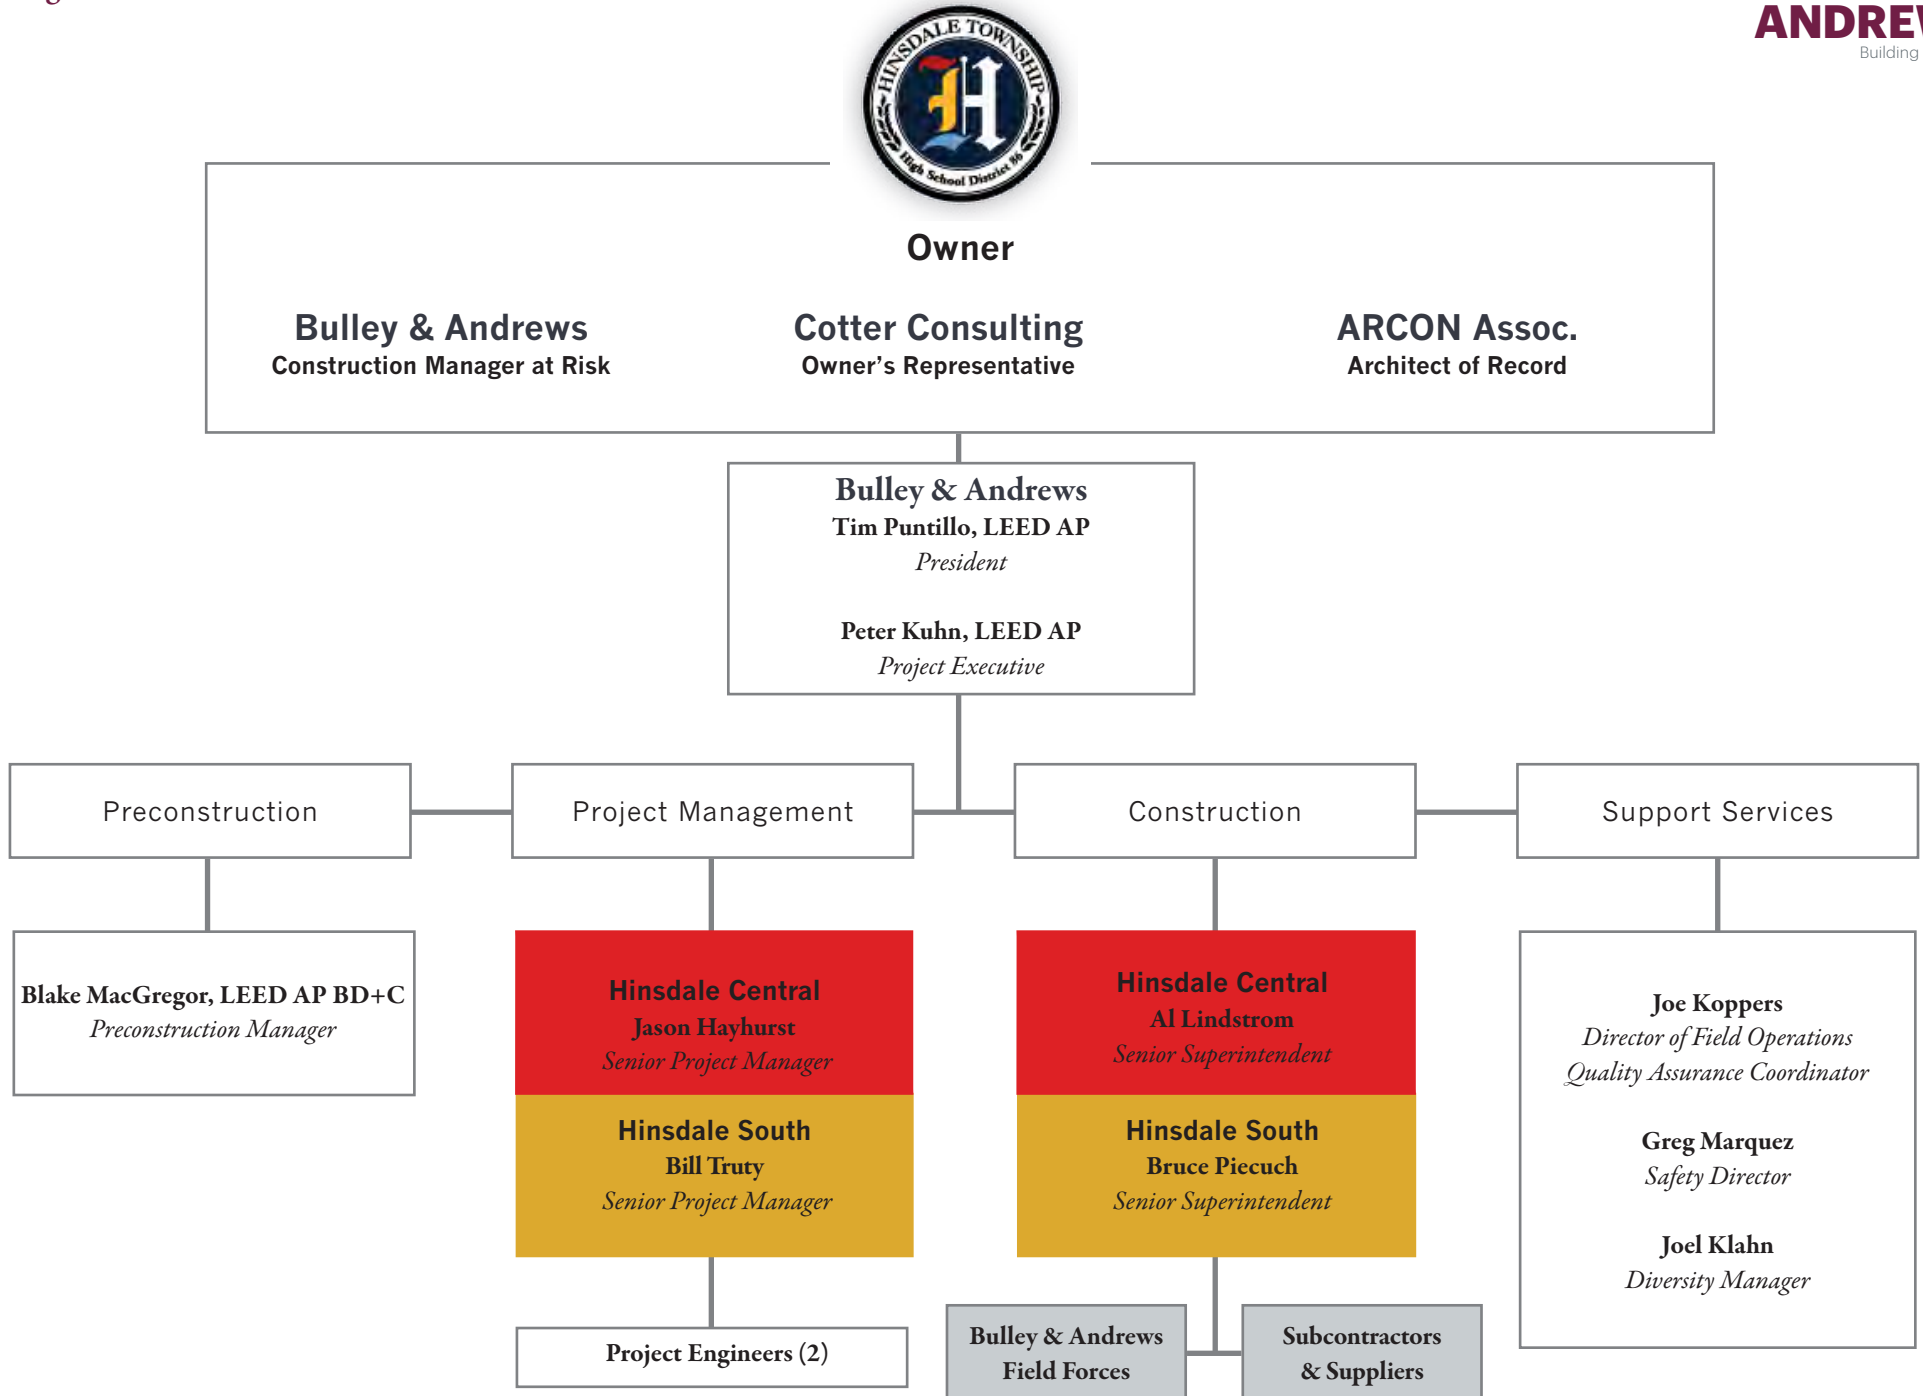 ANDREW
Building
HINSDALE TOWNSHIP
High School District 86
Owner
Bulley & Andrews
Construction Manager at Risk
Cotter Consulting
Owner's Representative
ARCON Assoc.
Architect of Record
Bulley & Andrews
Tim Puntillo, LEED AP
President
Peter Kuhn, LEED AP
Project Executive
Preconstruction
Project Management
Construction
Support Services
Blake MacGregor, LEED AP BD+C
Preconstruction Manager
Hinsdale Central
Jason Hayhurst
Senior Project Manager
Hinsdale South
Bill Truty
Senior Project Manager
Project Engineers (2)
Hinsdale Central
Al Lindstrom
Senior Superintendent
Hinsdale South
Bruce Piecuch
Senior Superintendent
Bulley & Andrews
Field Forces
Subcontractors
& Suppliers
Joe Koppers
Director of Field Operations
Quality Assurance Coordinator
Greg Marquez
Safety Director
Joel Klahn
Diversity Manager